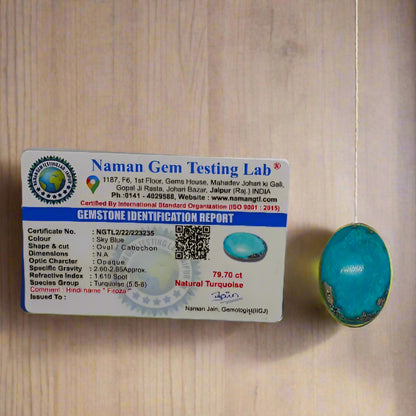 Naman Gem Testing Lab®
1187, F6, 1st Floor, Gems House, Mahadev Johari ki Gali,
Gopal Ji Rasta, Johari Bazar, Jaipur (Raj.) INDIA
Ph.:0141 - 4029588, Website : www.namangtl.com
Certified By International Standard Organization (ISO 9001 : 2015)
GEMSTONE IDENTIFICATION REPORT
Certificate No. : NGTL2/22/223235
Colour : Sky Blue
Shape & cut : Oval / Cabochon
Dimensions : N.A
Optic Charcter : Opaque
Specific Gravity : 2.60-2.85Approx.
Refractive Index : 1.610 Spot
Species Group : Turquoise (5.5-6)
Comment : Hindi name " Firoza"
Issued To :
79.70 ct
Natural Turquoise
Naman Jain, Gemologist(IIGJ)